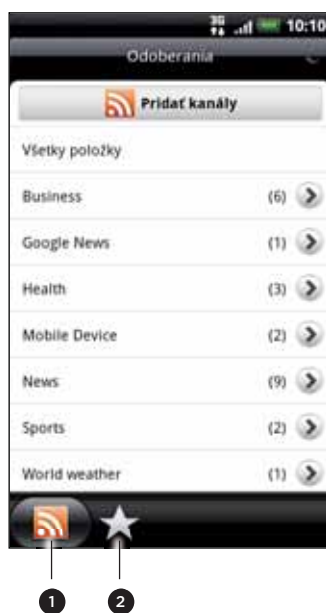 3G 10:10
Odoberania
Pridať kanály
Všetky položky
Business (6)
Google News (1)
Health (3)
Mobile Device (2)
News (9)
Sports (2)
World weather (1)
1 2